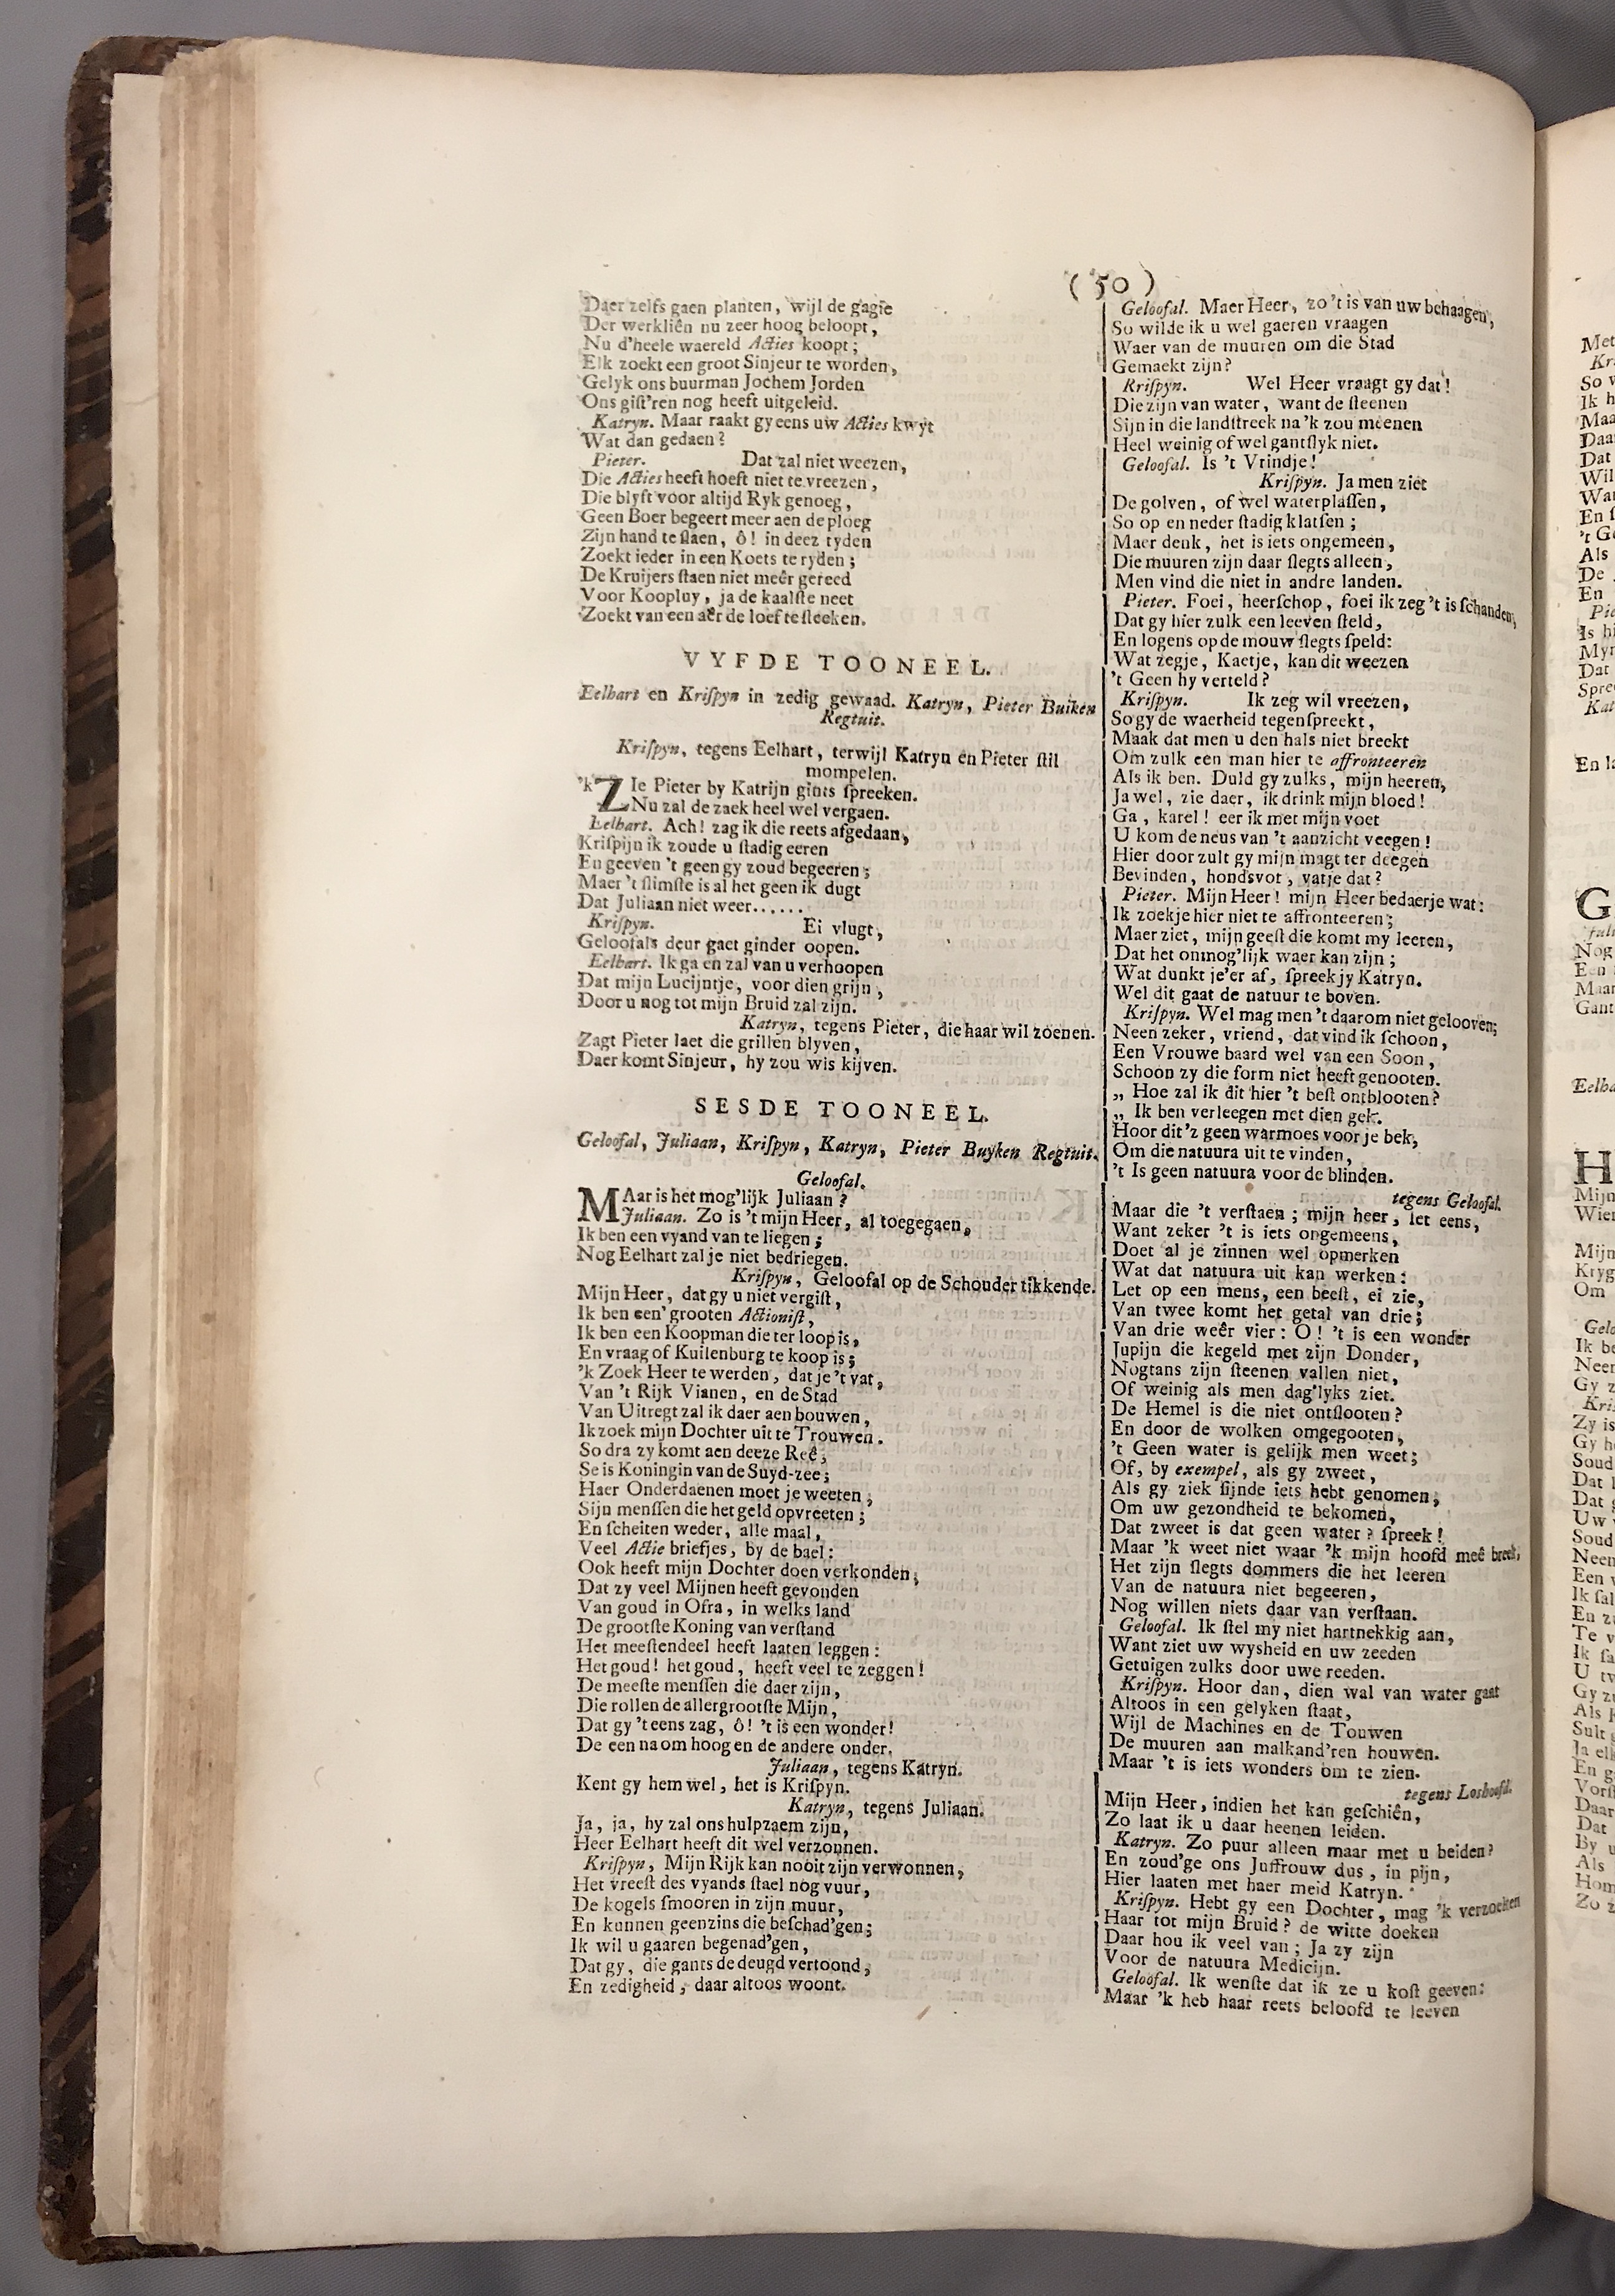 (50)
Daer zelfs gaen planten, wijl de gagie
Der werkliên nu zeer hoog beloopt,
Nu d'heele waereld Acties koopt;
Elk zoekt een groot Sinjeur te worden,
Gelyk ons buurman Jochem Jorden
Ons giſt'ren nog heeft uitgeleid.
Katryn. Maar raakt gy eens uw Acties kwyt
Wat dan gedaen?
Pieter. Dat zal niet weezen,
Die Acties heeft hoeft niet te vreezen,
Die blyft voor altijd Ryk genoeg,
Geen Boer begeert meer aen de ploeg
Zijn hand te ſlaen, ô! in deez tyden
Zoekt ieder in een Koets te ryden;
De Kruijers ſtaen niet meêr gereed
Voor Koopluy, ja de kaalſte neet
Zoekt van een aêr de loef te ſteeken.
VYFDE TOONEEL.
Eelhart en Kriſpyn in zedig gewaad. Katryn, Pieter Buiken
Regtuit.
Kriſpyn, tegens Eelhart, terwijl Katryn en Pieter ſtil
mompelen.
'k ZIe Pieter by Katrijn gints ſpreeken.
Nu zal de zaek heel wel vergaen.
Eelhart. Ach! zag ik die reets afgedaan,
Kriſpijn ik zoude u ſtadig eeren
En geeven 't geen gy zoud begeeren;
Maer 't ſlimſte is al het geen ik dugt
Dat Juliaan niet weer......
Kriſpyn. Ei vlugt,
Geloofals deur gaet ginder oopen.
Eelhart. Ik ga en zal van u verhoopen
Dat mijn Lucijntje, voor dien grijn,
Door u nog tot mijn Bruid zal zijn.
Katryn, tegens Pieter, die haar wil zoenen.
Zagt Pieter laet die grillen blyven,
Daer komt Sinjeur, hy zou wis kijven.
SESDE TOONEEL.
Geloofal, Juliaan, Kriſpyn, Katryn, Pieter Buyken Regtuit.
Geloofal.
MAar is het mog'lijk Juliaan?
Juliaan. Zo is 't mijn Heer, al toegegaen,
Ik ben een vyand van te liegen;
Nog Eelhart zal je niet bedriegen.
Kriſpyn, Geloofal op de Schouder tikkende.
Mijn Heer, dat gy u niet vergiſt,
Ik ben een grooten Actioniſt,
Ik ben een Koopman die ter loop is,
En vraag of Kuilenburg te koop is;
'k Zoek Heer te werden, dat je 't vat,
Van 't Rijk Vianen, en de Stad
Van Uitregt zal ik daer aen bouwen,
Ik zoek mijn Dochter uit te Trouwen.
So dra zy komt aen deeze Reê,
Se is Koningin van de Suyd-zee;
Haer Onderdaenen moet je weeten,
Sijn menſſen die het geld opvreeten;
En ſcheiten weder, alle maal,
Veel Actie briefjes, by de bael:
Ook heeft mijn Dochter doen verkonden,
Dat zy veel Mijnen heeft gevonden
Van goud in Ofra, in welks land
De grootſte Koning van verſtand
Het meeſtendeel heeft laaten leggen:
Het goud! het goud, heeft veel te zeggen!
De meeſte menſſen die daer zijn,
Die rollen de allergrootſte Mijn,
Dat gy 't eens zag, ô! 't is een wonder!
De een na om hoog en de andere onder.
Juliaan, tegens Katryn.
Kent gy hem wel, het is Kriſpyn.
Katryn, tegens Juliaan.
Ja, ja, hy zal ons hulpzaem zijn,
Heer Eelhart heeft dit wel verzonnen.
Kriſpyn, Mijn Rijk kan nooit zijn verwonnen,
Het vreeſt des vyands ſtael nog vuur,
De kogels ſmooren in zijn muur,
En kunnen geenzins die beſchad'gen;
Ik wil u gaaren begenad'gen,
Dat gy, die gants de deugd vertoond,
En zedigheid, daar altoos woont.
Geloofal. Maer Heer, zo 't is van uw behaagen,
So wilde ik u wel gaeren vraagen
Waer van de muuren om die Stad
Gemaekt zijn?
Kriſpyn. Wel Heer vraagt gy dat!
Die zijn van water, want de ſteenen
Sijn in die landſtreek na 'k zou meenen
Heel weinig of wel gantſlyk niet.
Geloofal. Is 't Vrindje!
Kriſpyn. Ja men ziet
De golven, of wel waterplaſſen,
So op en neder ſtadig klatſen;
Maer denk, het is iets ongemeen,
Die muuren zijn daar ſlegts alleen,
Men vind die niet in andre landen.
Pieter. Foei, heerſchop, foei ik zeg 't is ſchanden,
Dat gy hier zulk een leeven ſteld,
En logens op de mouw ſlegts ſpeld:
Wat zegje, Kaetje, kan dit weezen
't Geen hy verteld?
Kriſpyn. Ik zeg wil vreezen,
So gy de waerheid tegenſpreekt,
Maak dat men u den hals niet breekt
Om zulk een man hier te affronteeren
Als ik ben. Duld gy zulks, mijn heeren,
Ja wel, zie daer, ik drink mijn bloed!
Ga, karel! eer ik met mijn voet
U kom de neus van 't aanzicht veegen!
Hier door zult gy mijn magt ter deegen
Bevinden, hondsvot, vatje dat?
Pieter. Mijn Heer! mijn Heer bedaerje wat:
Ik zoekje hier niet te affronteeren;
Maer ziet, mijn geeſt die komt my leeren,
Dat het onmog'lijk waer kan zijn;
Wat dunkt je'er af, ſpreek jy Katryn.
Wel dit gaat de natuur te boven.
Kriſpyn. Wel mag men 't daarom niet gelooven;
Neen zeker, vriend, dat vind ik ſchoon,
Een Vrouwe baard wel van een Soon,
Schoon zy die form niet heeft genooten.
„ Hoe zal ik dit hier 't beſt ontblooten?
„ Ik ben verleegen met dien gek.
Hoor dit 'z geen warmoes voor je bek,
Om die natuura uit te vinden,
't Is geen natuura voor de blinden.
tegens Geloofal.
Maar die 't verſtaen; mijn heer, let eens,
Want zeker 't is iets ongemeens,
Doet al je zinnen wel opmerken
Wat dat natuura uit kan werken:
Let op een mens, een beeſt, ei zie,
Van twee komt het getal van drie;
Van drie weêr vier: O! 't is een wonder
Jupijn die kegeld met zijn Donder,
Nogtans zijn ſteenen vallen niet,
Of weinig als men dag'lyks ziet.
De Hemel is die niet ontſlooten?
En door de wolken omgegooten,
't Geen water is gelijk men weet;
Of, by exempel, als gy zweet,
Als gy ziek ſijnde iets hebt genomen,
Om uw gezondheid te bekomen,
Dat zweet is dat geen water? ſpreek!
Maar 'k weet niet waar 'k mijn hoofd meê breek,
Het zijn ſlegts dommers die het leeren
Van de natuura niet begeeren,
Nog willen niets daar van verſtaan.
Geloofal. Ik ſtel my niet hartnekkig aan,
Want ziet uw wysheid en uw zeeden
Getuigen zulks door uwe reeden.
Kriſpyn. Hoor dan, dien wal van water gaat
Altoos in een gelyken ſtaat,
Wijl de Machines en de Touwen
De muuren aan malkand'ren houwen.
Maar 't is iets wonders om te zien.
tegens Loshoofd.
Mijn Heer, indien het kan geſchiên,
Zo laat ik u daar heenen leiden.
Katryn. Zo puur alleen maar met u beiden?
En zoud'ge ons Juffrouw dus, in pijn,
Hier laaten met haer meid Katryn.
Kriſpyn. Hebt gy een Dochter, mag 'k verzoeken
Haar tot mijn Bruid? de witte doeken
Daar hou ik veel van; Ja zy zijn
Voor de natuura Medicijn.
Geloofal. Ik wenſte dat ik ze u koſt geeven:
Maar 'k heb haar reets beloofd te leeven